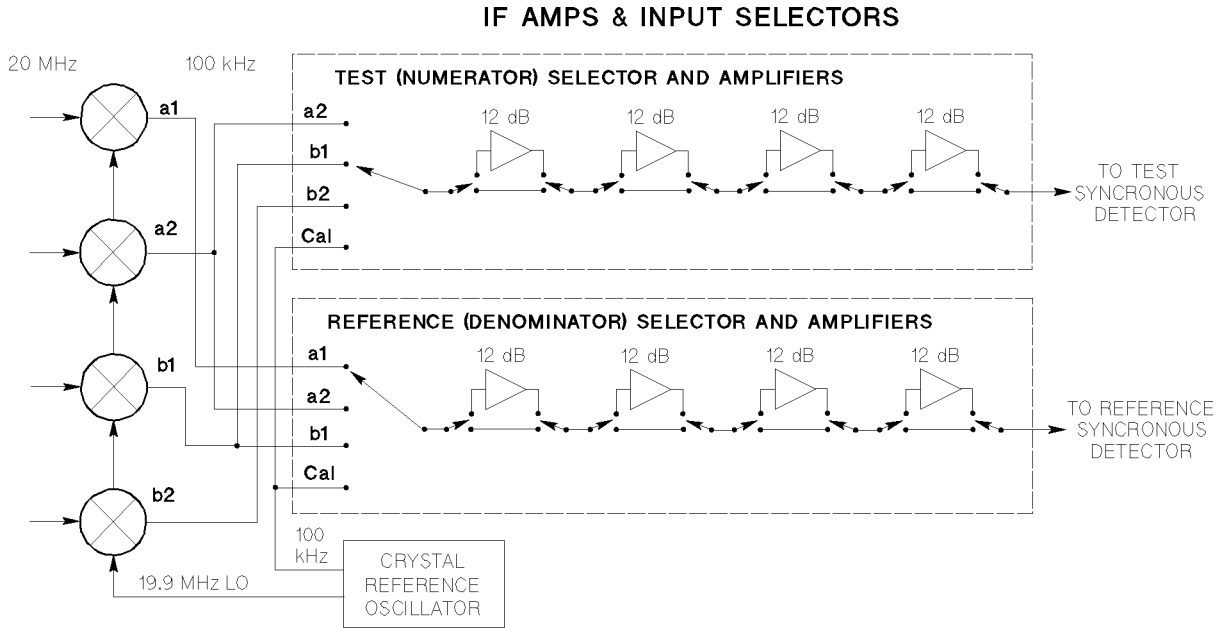 IF AMPS & INPUT SELECTORS
20 MHz
100 kHz
TEST (NUMERATOR) SELECTOR AND AMPLIFIERS
a1
a2
12 dB
12 dB
12 dB
12 dB
b1
TO TEST
SYNCRONOUS
DETECTOR
b2
a2
Cal
REFERENCE (DENOMINATOR) SELECTOR AND AMPLIFIERS
a1
12 dB
12 dB
12 dB
12 dB
b1
a2
TO REFERENCE
SYNCRONOUS
DETECTOR
b1
Cal
b2
100
kHz
CRYSTAL
REFERENCE
OSCILLATOR
19.9 MHz LO